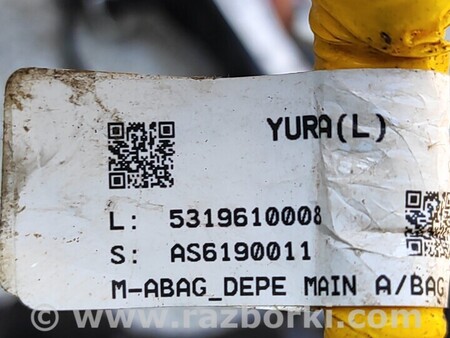 YURA(L)
L: 5319610008
S: AS6190011
M-ABAG_DEPE MAIN A/BAG
© www.razborki.com